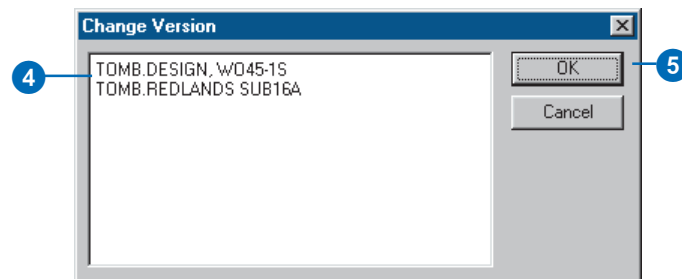 Change Version
4
TOMB.DESIGN, WO45-1S
TOMB.REDLANDS SUB16A
OK
5
Cancel